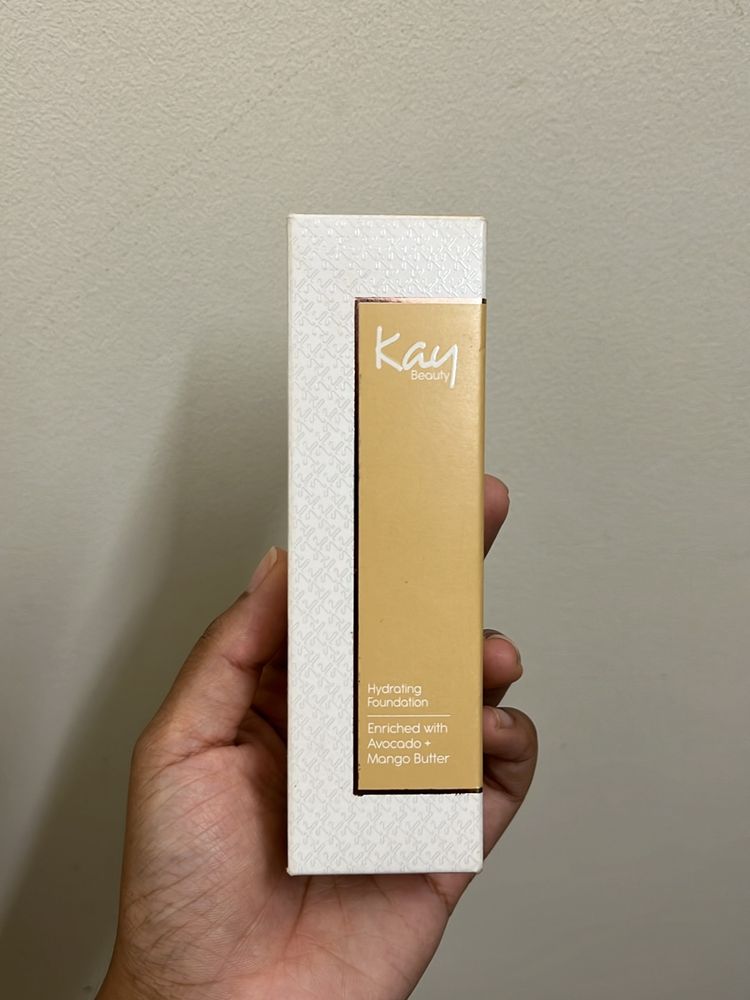 Kay
Beauty
Hydrating
Foundation
Enriched with
Avocado +
Mango Butter